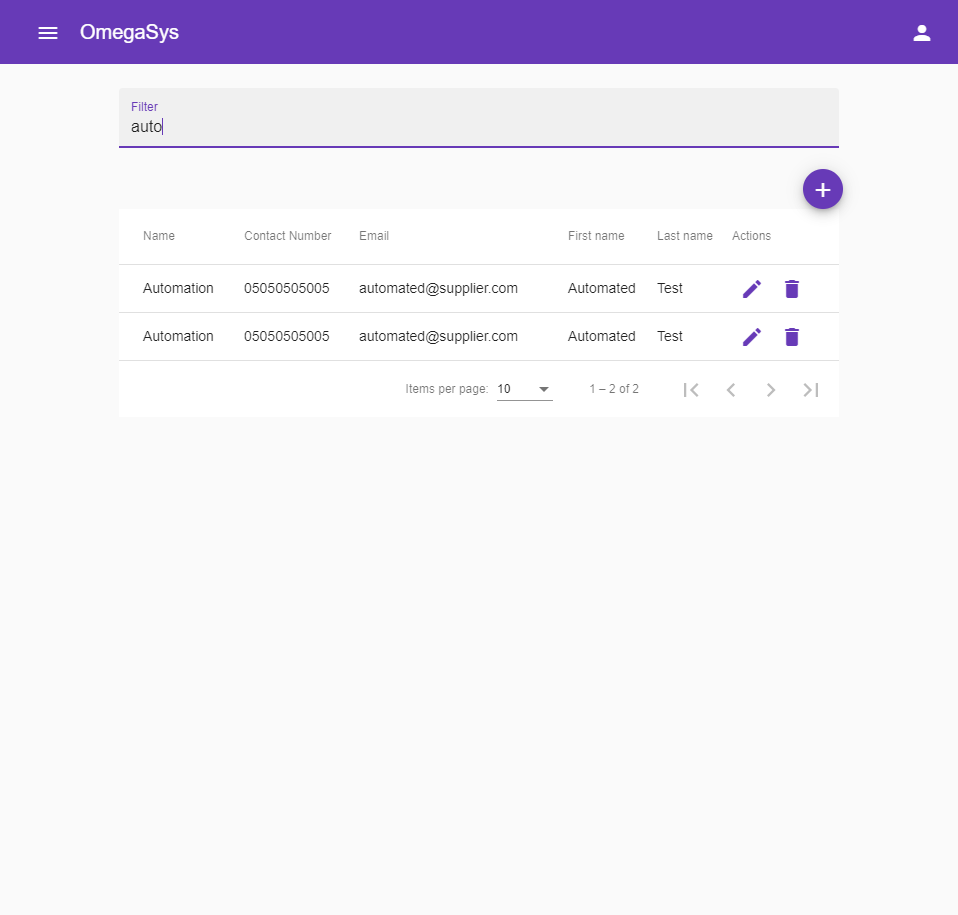 OmegaSys
Filter
auto
Name Contact Number Email First name Last name Actions
Automation 05050505005 automated@supplier.com Automated Test
Automation 05050505005 automated@supplier.com Automated Test
Items per page: 10 1 – 2 of 2